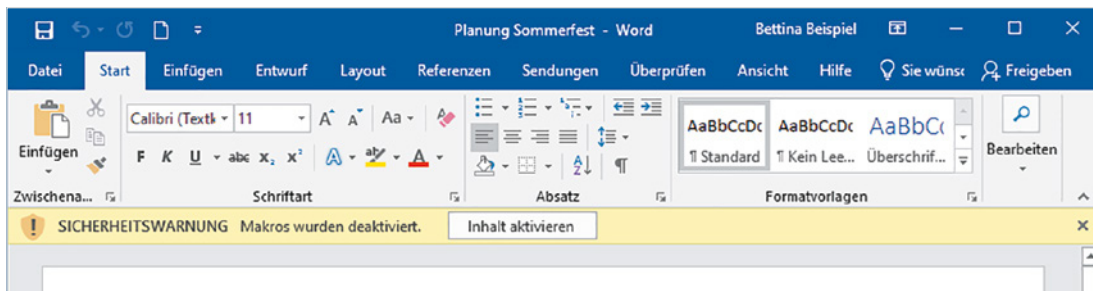 Planung Sommerfest - Word Bettina Beispiel
Datei Start Einfügen Entwurf Layout Referenzen Sendungen Überprüfen Ansicht Hilfe Sie wünsc Freigeben
Calibri (Textk 11 A A Aa
Einfügen F K U abc x₂ x² A aby A
AaBbCcDc AaBbCcDc AaBbC
¶ Standard ¶ Kein Lee... Überschrif...
Bearbeiten
Zwischena... Schriftart Absatz Formatvorlagen
SICHERHEITSWARNUNG Makros wurden deaktiviert. Inhalt aktivieren